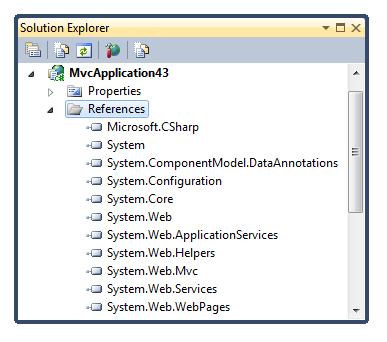 Solution Explorer
MvcApplication43
Properties
References
Microsoft.CSharp
System
System.ComponentModel.DataAnnotations
System.Configuration
System.Core
System.Web
System.Web.ApplicationServices
System.Web.Helpers
System.Web.Mvc
System.Web.Services
System.Web.WebPages